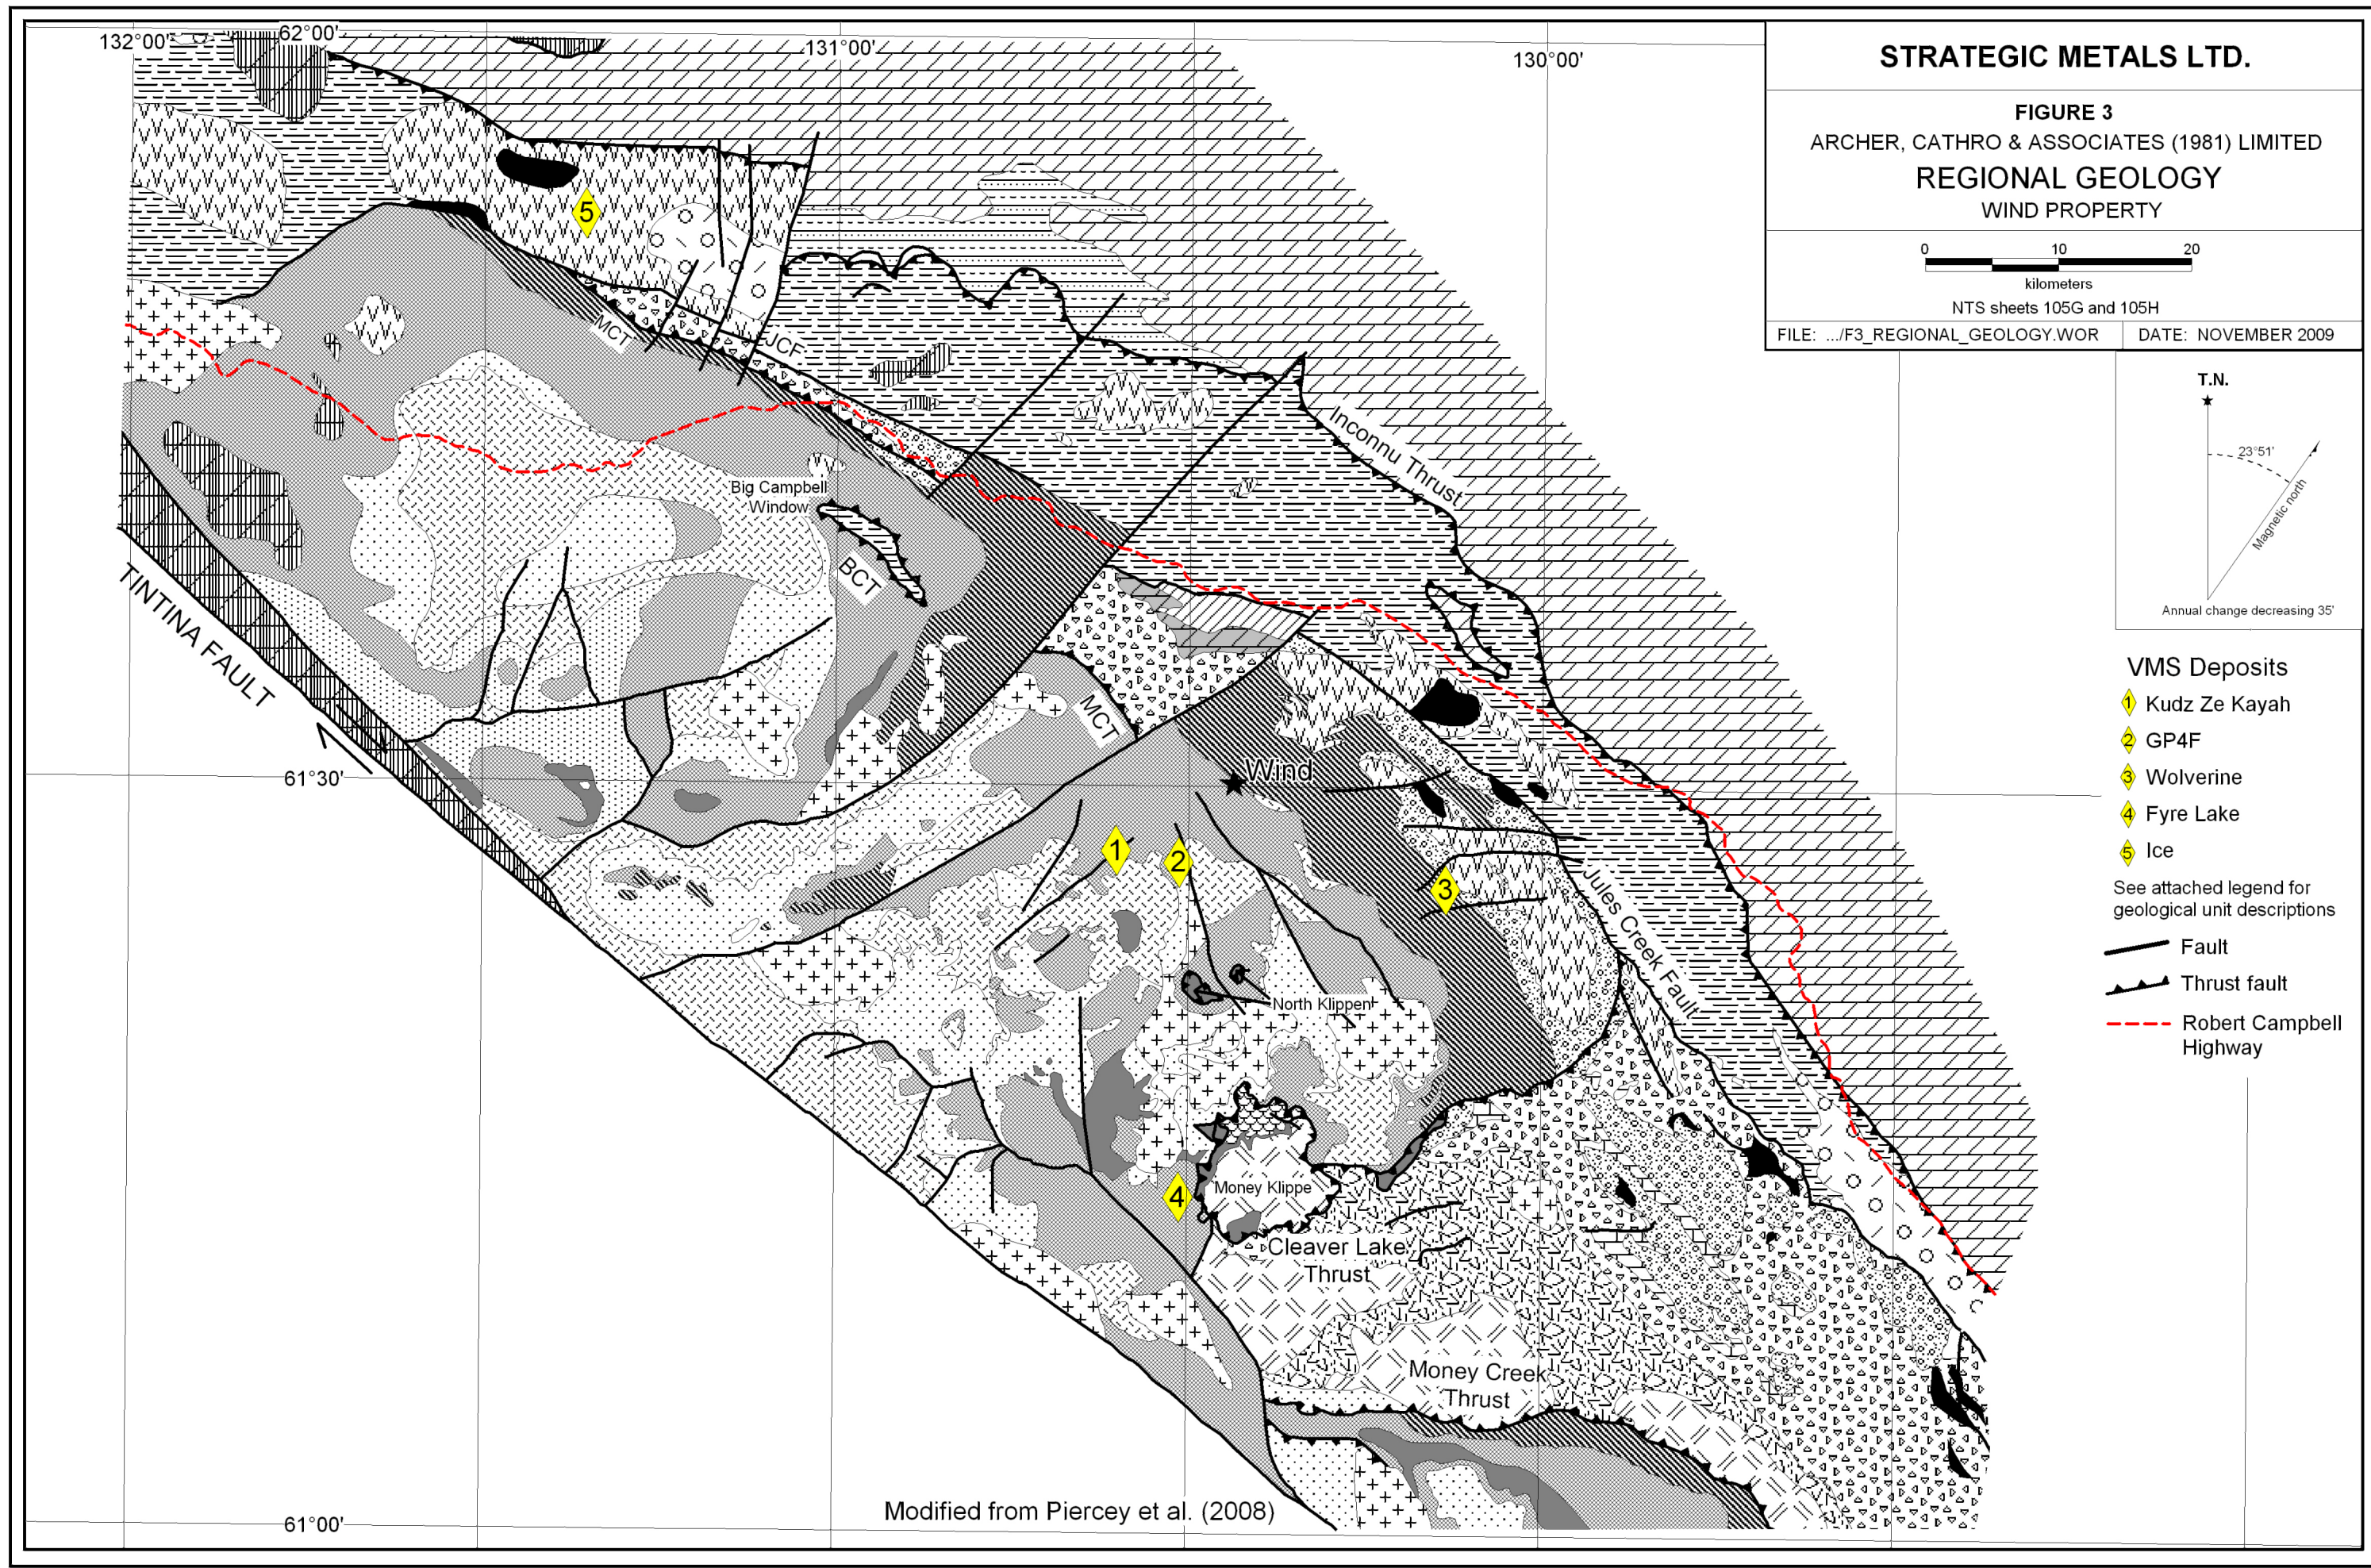 132°00'
62°00'
131°00'
130°00'
STRATEGIC METALS LTD.
FIGURE 3
ARCHER, CATHRO & ASSOCIATES (1981) LIMITED
REGIONAL GEOLOGY
WIND PROPERTY
0 10 20
kilometers
NTS sheets 105G and 105H
FILE: .../F3_REGIONAL_GEOLOGY.WOR
DATE: NOVEMBER 2009
T.N.
23°51'
Magnetic north
Annual change decreasing 35'
VMS Deposits
1 Kudz Ze Kayah
2 GP4F
3 Wolverine
4 Fyre Lake
5 Ice
See attached legend for
geological unit descriptions
Fault
Thrust fault
Robert Campbell
Highway
5
MCT
JCF
Inconnu Thrust
Big Campbell
Window
BCT
TINTINA FAULT
MCT
61°30'
Wind
1
2
3
Jules Creek Fault
North Klippen
Money Klippe
4
Cleaver Lake
Thrust
Money Creek
Thrust
61°00'
Modified from Piercey et al. (2008)